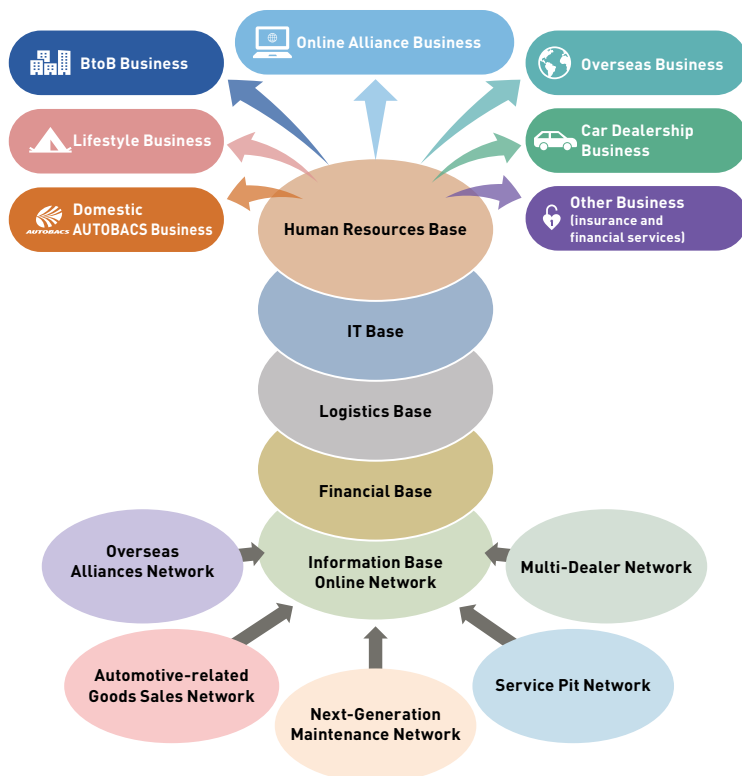 Online Alliance Business
BtoB Business
Overseas Business
Lifestyle Business
Car Dealership
Business
Domestic
AUTOBACS Business
AUTOBACS
Other Business
(insurance and
financial services)
Human Resources Base
IT Base
Logistics Base
Financial Base
Information Base
Online Network
Overseas
Alliances Network
Multi-Dealer Network
Automotive-related
Goods Sales Network
Service Pit Network
Next-Generation
Maintenance Network